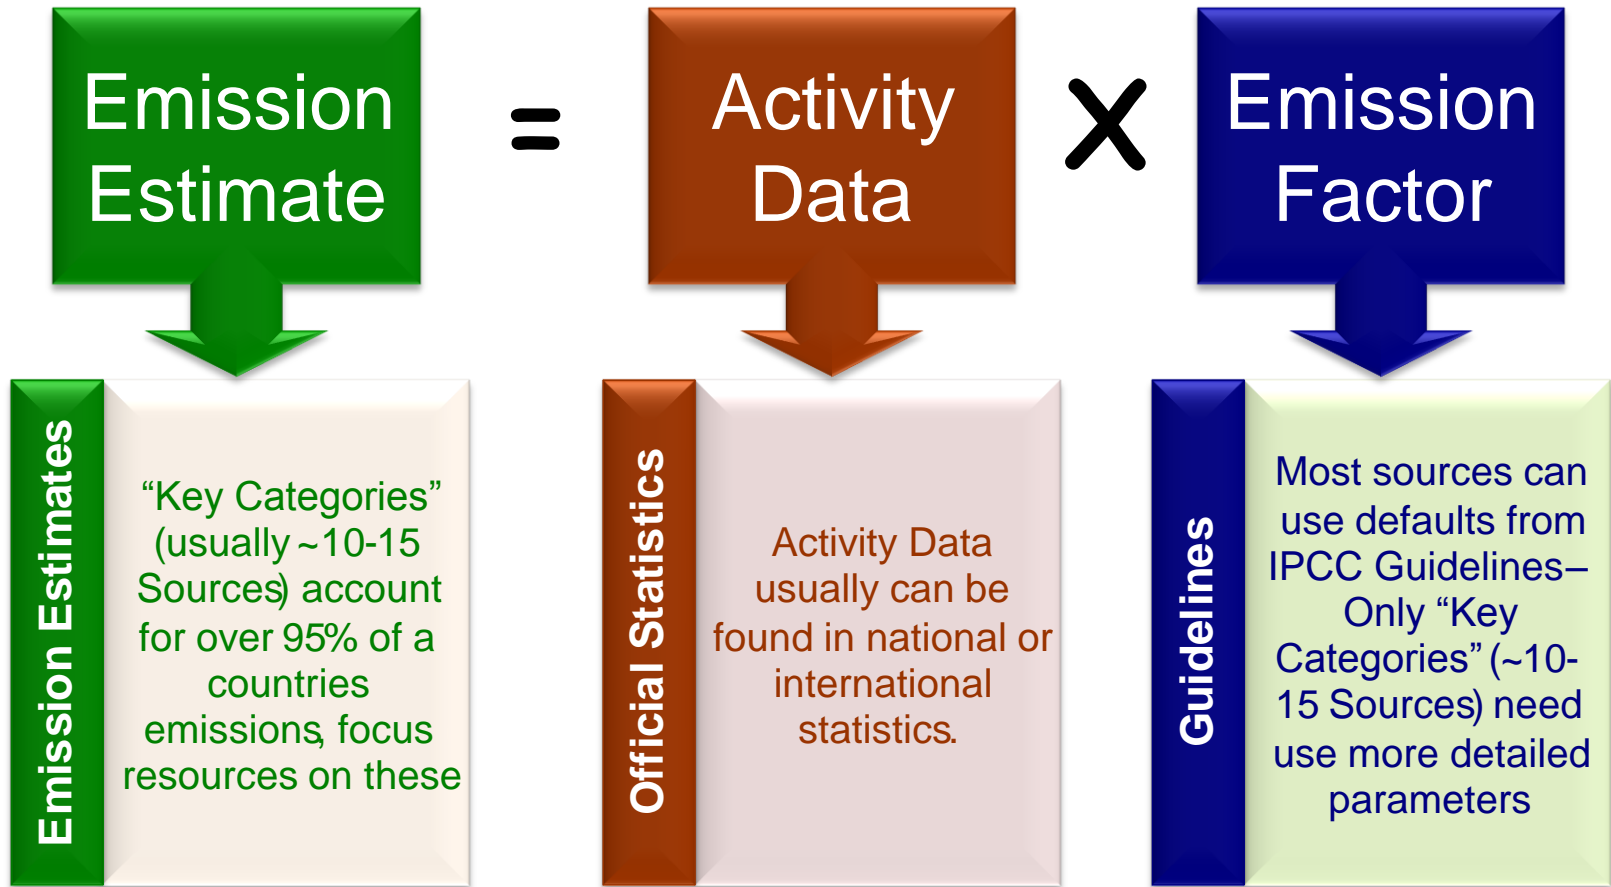 Emission
Estimate
=
Activity
Data
X
Emission
Factor
Emission Estimates
“Key Categories”
(usually ~10-15
Sources) account
for over 95% of a
countries
emissions, focus
resources on these
Official Statistics
Activity Data
usually can be
found in national or
international
statistics.
Guidelines
Most sources can
use defaults from
IPCC Guidelines–
Only “Key
Categories” (~10-
15 Sources) need
use more detailed
parameters